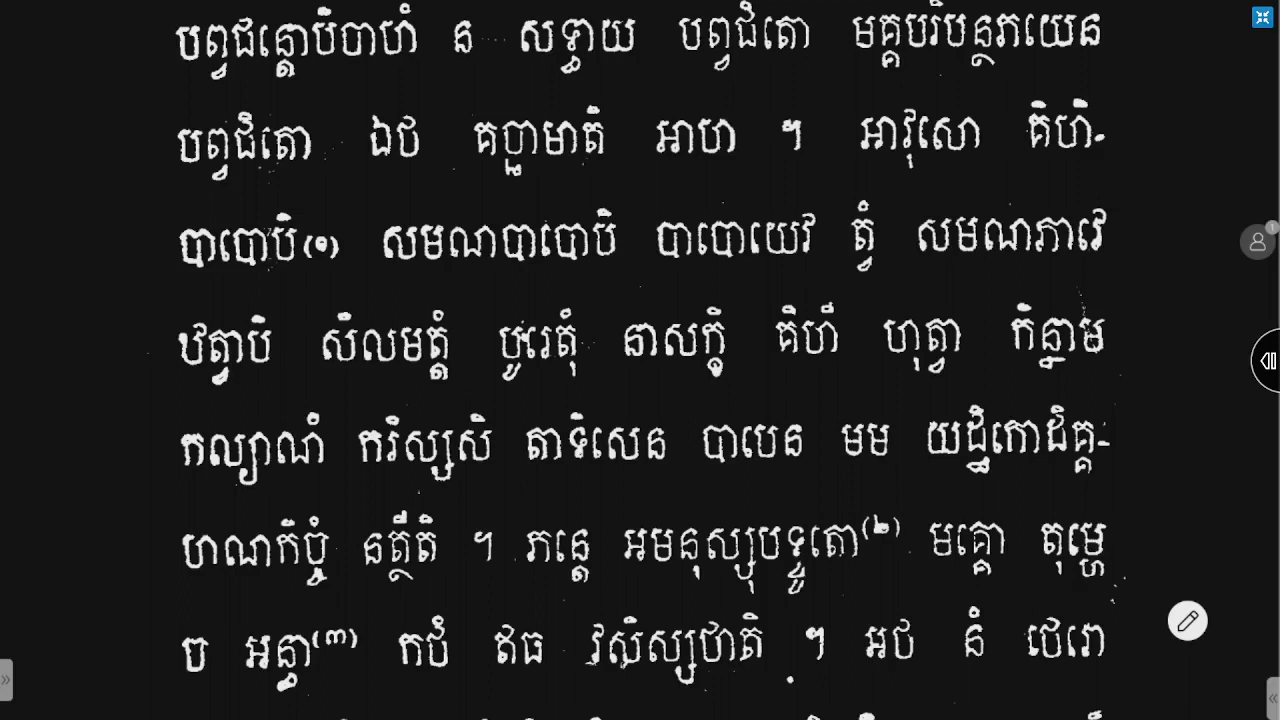 បព្វជន្តោបិចាហំ ន សទ្ធាយ បព្វជិតោ មគ្គបរិបន្ថភយេន
បព្វជិតោ ឯថ គច្ឆាមាតិ អាហ ។ អាវុសោ គិហិ-
បាបោបិ(១) សមណបាបោបិ បាបោយេវ ត្វំ សមណភាវេ
ឋត្វាបិ សីលមត្តំ បូរេតុំ នាសក្ខិ គិហី ហុត្វា កិន្នាម
កល្យាណំ ករិស្សសិ តាទិសេន បាបេន មម យដ្ឋិកោដិគ្គ-
ហណកិច្ចំ នត្ថីតិ ។ ភន្តេ អមនុស្សុបទ្ទូតោ(២) មគ្គោ តុម្ហេ
ច អន្ធា(៣) កថំ ឥធ វសិស្សថាតិ ។ អថ នំ ថេរោ